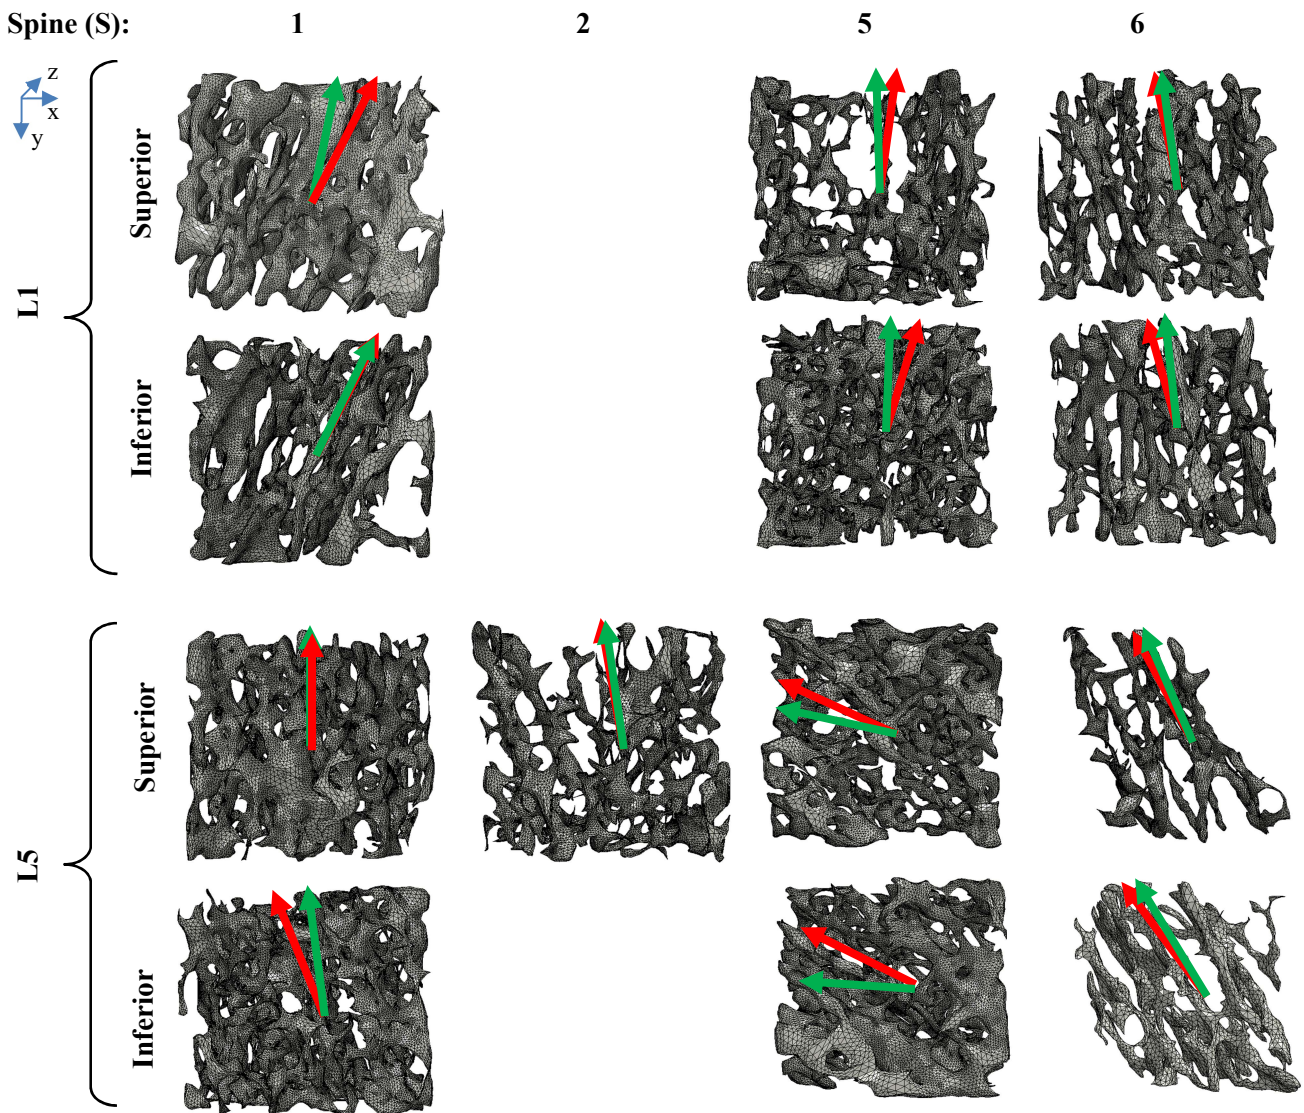 Spine (S): 1 2 5 6
z
x
y
L1
Superior
Inferior
L5
Superior
Inferior